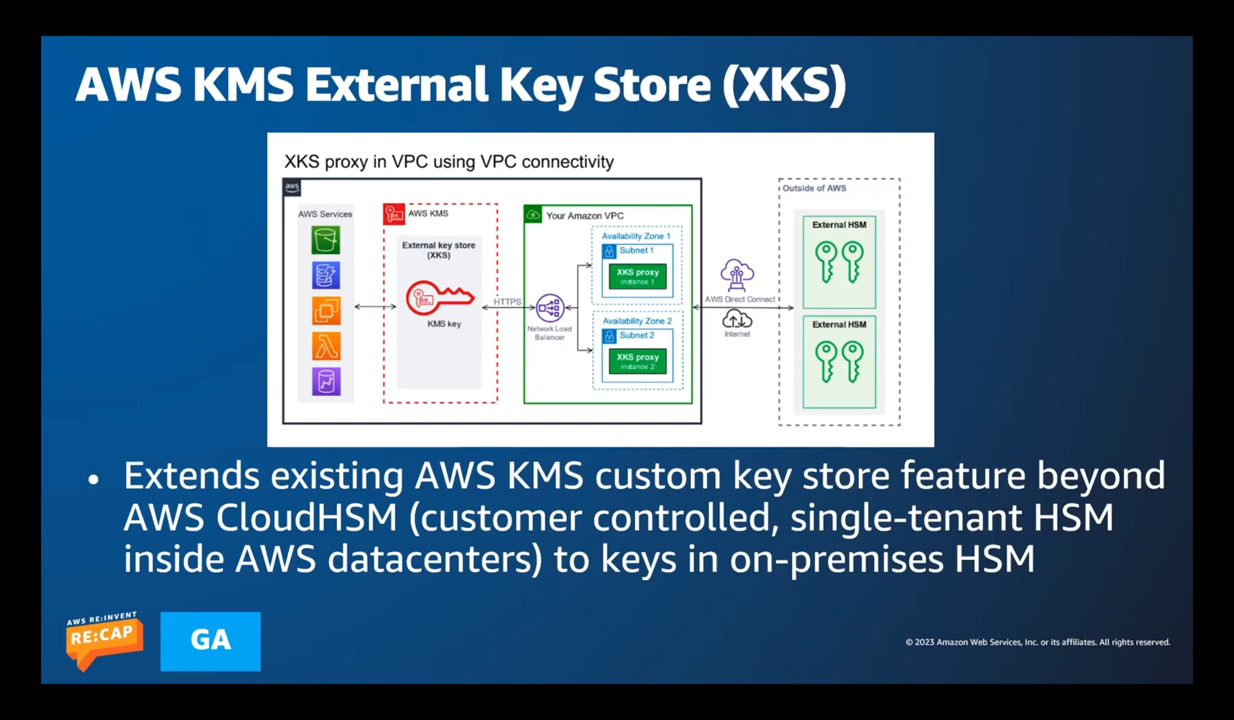 AWS KMS External Key Store (XKS)
XKS proxy in VPC using VPC connectivity
aws
AWS Services
AWS KMS
External key store
(XKS)
KMS key
HTTPS
Your Amazon VPC
Network Load
Balancer
Availability Zone 1
Subnet 1
XKS proxy
instance 1
Availability Zone 2
Subnet 2
XKS proxy
instance 2
AWS Direct Connect
Internet
Outside of AWS
External HSM
External HSM
• Extends existing AWS KMS custom key store feature beyond
AWS CloudHSM (customer controlled, single-tenant HSM
inside AWS datacenters) to keys in on-premises HSM
AWS RE:INVENT
RE:CAP
GA
© 2023 Amazon Web Services, Inc. or its affiliates. All rights reserved.